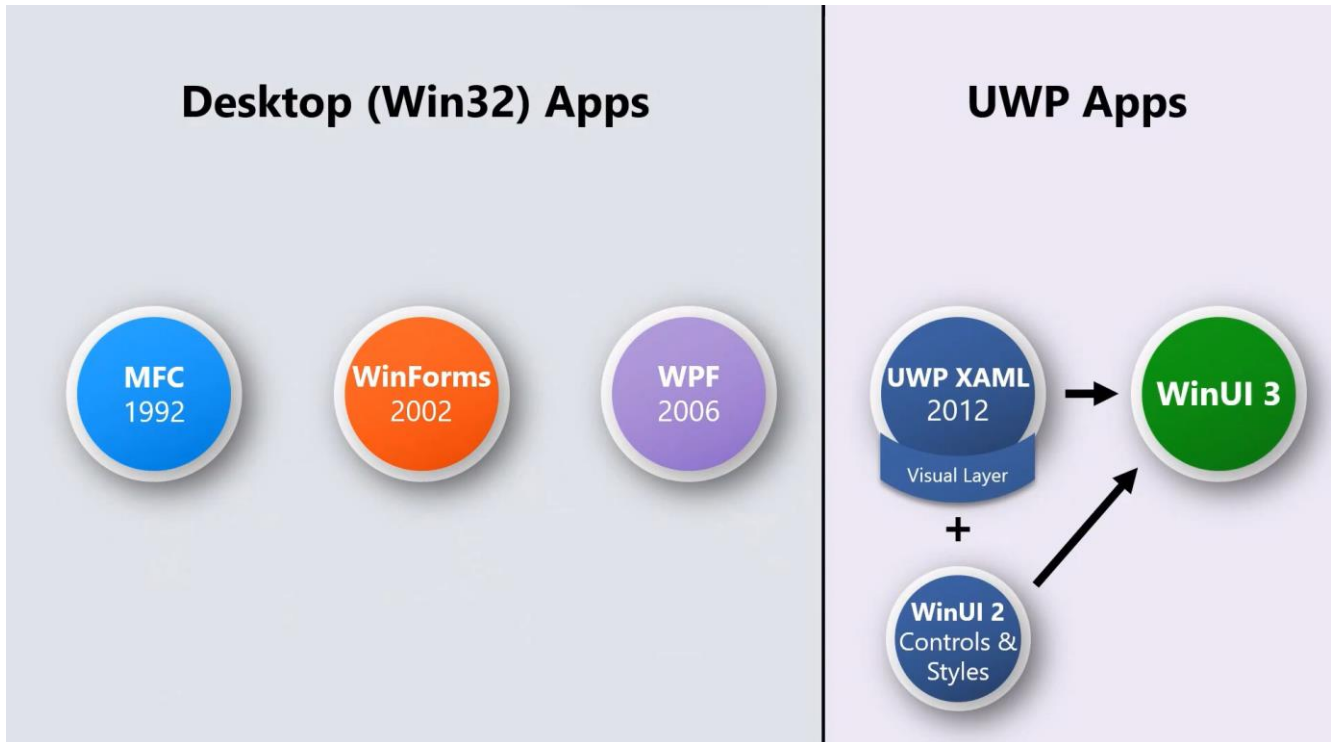 Desktop (Win32) Apps
UWP Apps
MFC
1992
WinForms
2002
WPF
2006
UWP XAML
2012
Visual Layer
WinUI 3
+
WinUI 2
Controls &
Styles